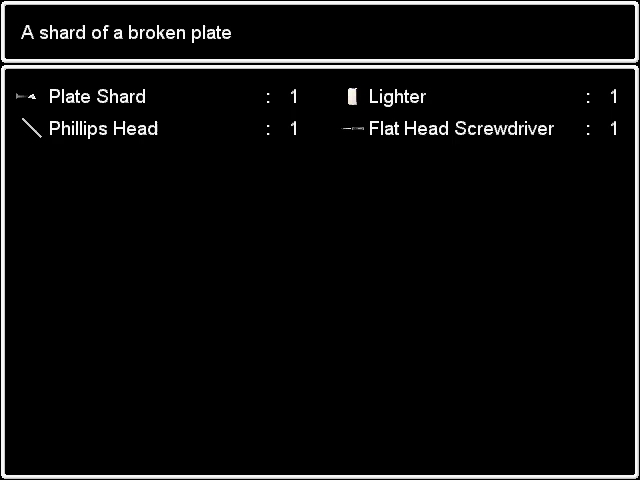 A shard of a broken plate
Plate Shard : 1 Lighter : 1
Phillips Head : 1 Flat Head Screwdriver : 1